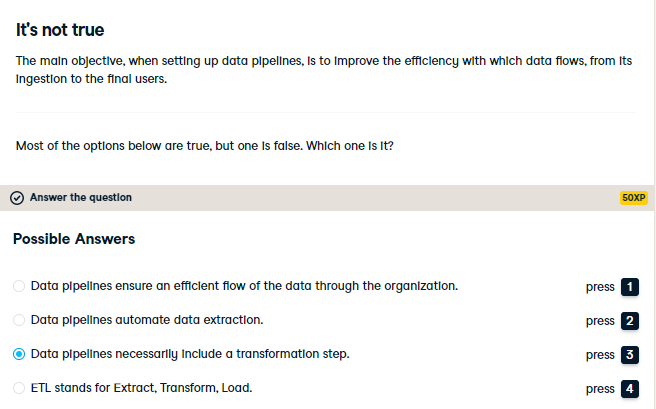 It's not true
The main objective, when setting up data pipelines, is to improve the efficiency with which data flows, from its
ingestion to the final users.
Most of the options below are true, but one is false. Which one is it?
Answer the question
50XP
Possible Answers
Data pipelines ensure an efficient flow of the data through the organization.
press 1
Data pipelines automate data extraction.
press 2
Data pipelines necessarily include a transformation step.
press 3
ETL stands for Extract, Transform, Load.
press 4